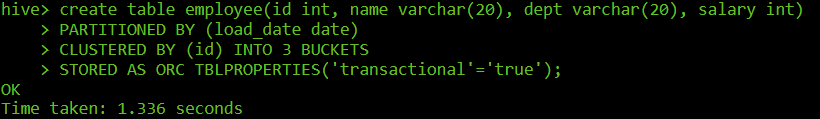 hive> create table employee(id int, name varchar(20), dept varchar(20), salary int)
    > PARTITIONED BY (load_date date)
    > CLUSTERED BY (id) INTO 3 BUCKETS
    > STORED AS ORC TBLPROPERTIES('transactional'='true');
OK
Time taken: 1.336 seconds